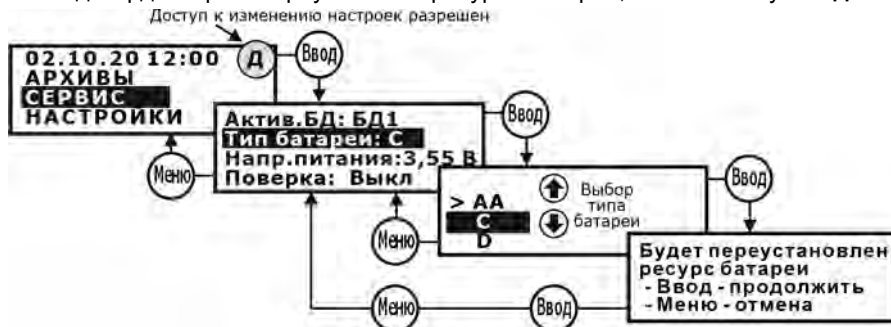 Доступ к изменению настроек разрешен
02.10.20 12:00
Д
Ввод
АРХИВЫ
СЕРВИС
НАСТРОЙКИ
Меню
Актив.БД: БД1
Тип батареи: С
Напр.питания:3,55 В
Поверка: Выкл
Ввод
> АА
С
D
Выбор
типа
батареи
Меню
Ввод
Будет переустановлен
ресурс батареи
- Ввод - продолжить
- Меню - отмена
Меню
Ввод